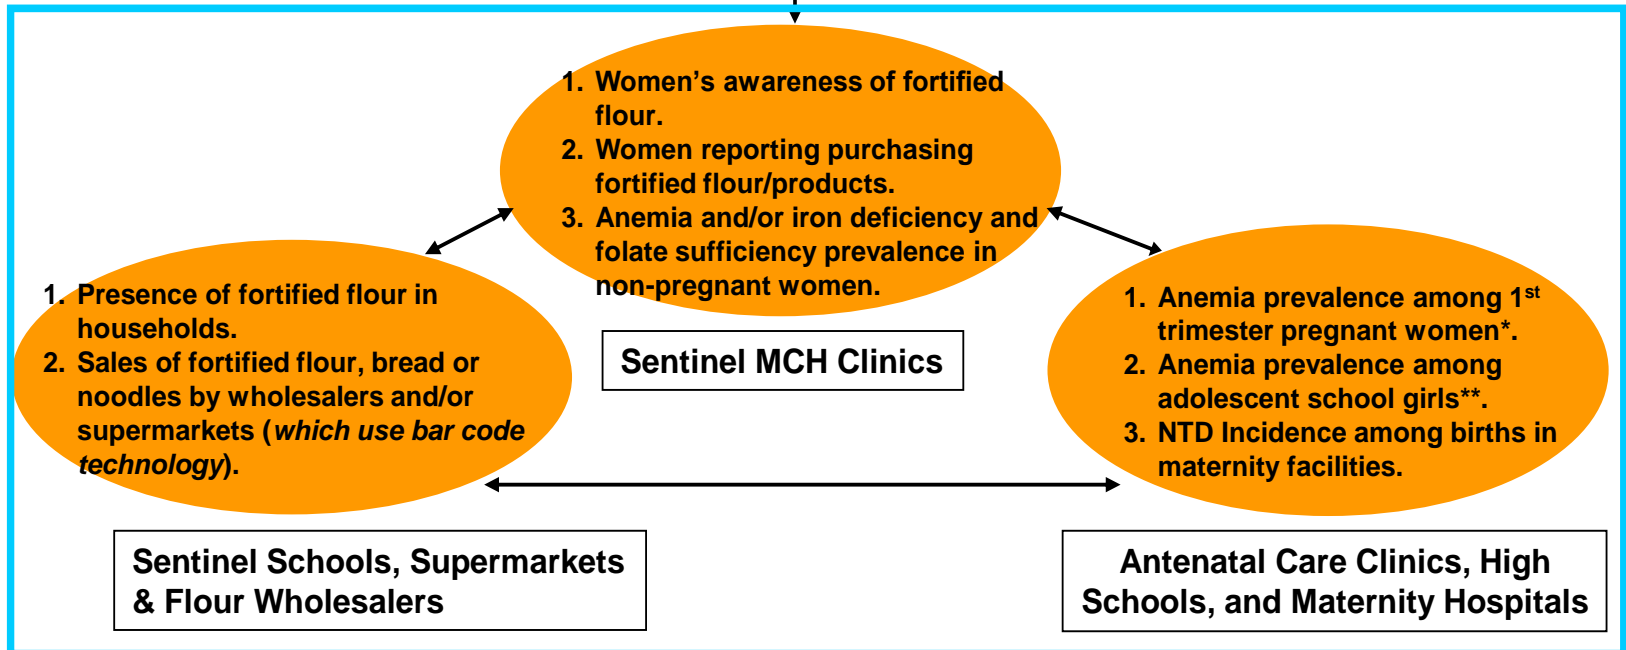 1. Women’s awareness of fortified
flour.
2. Women reporting purchasing
fortified flour/products.
3. Anemia and/or iron deficiency and
folate sufficiency prevalence in
non-pregnant women.
Sentinel MCH Clinics
1. Presence of fortified flour in
households.
2. Sales of fortified flour, bread or
noodles by wholesalers and/or
supermarkets (which use bar code
technology).
Sentinel Schools, Supermarkets
& Flour Wholesalers
1. Anemia prevalence among 1st
trimester pregnant women*.
2. Anemia prevalence among
adolescent school girls**.
3. NTD Incidence among births in
maternity facilities.
Antenatal Care Clinics, High
Schools, and Maternity Hospitals